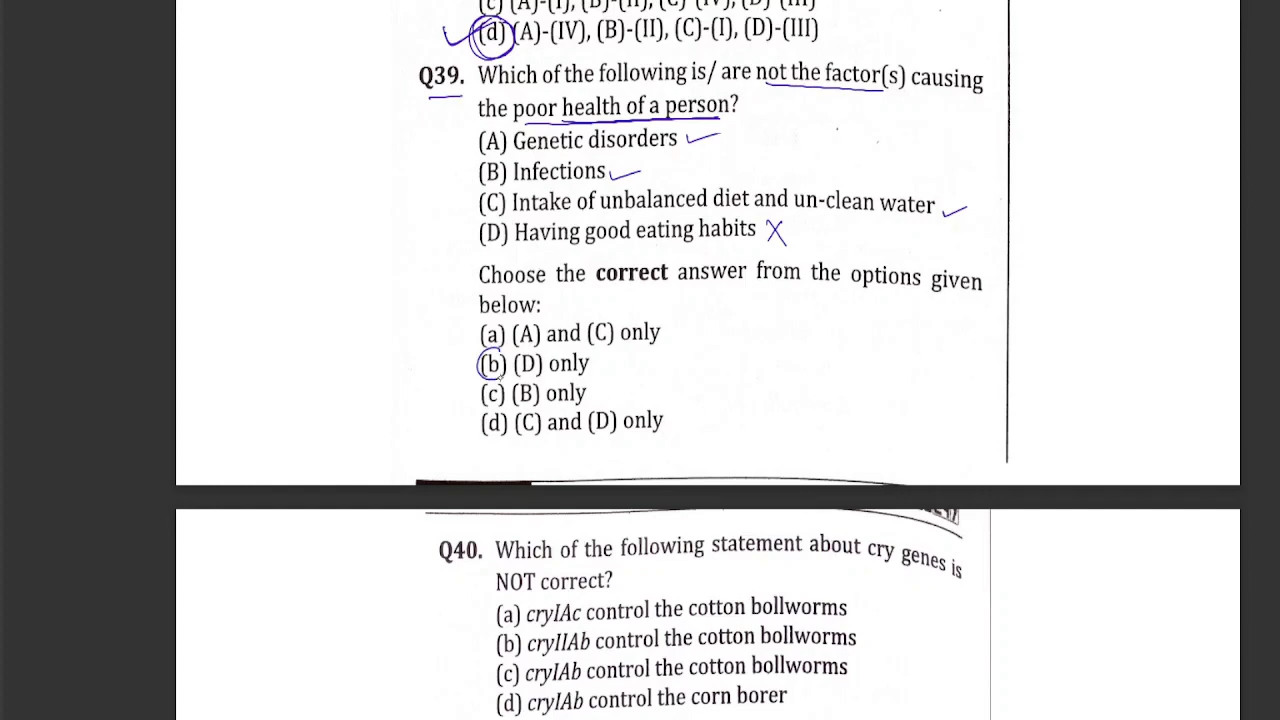 (c) (A)-(I), (B)-(II), (C)-(IV), (D)-(III)
(d) (A)-(IV), (B)-(II), (C)-(I), (D)-(III)
Q39. Which of the following is/ are not the factor(s) causing
the poor health of a person?
(A) Genetic disorders
(B) Infections
(C) Intake of unbalanced diet and un-clean water
(D) Having good eating habits X
Choose the correct answer from the options given
below:
(a) (A) and (C) only
(b) (D) only
(c) (B) only
(d) (C) and (D) only
Q40. Which of the following statement about cry genes is
NOT correct?
(a) cryIAc control the cotton bollworms
(b) cryIIAb control the cotton bollworms
(c) cryIAb control the cotton bollworms
(d) cryIAb control the corn borer